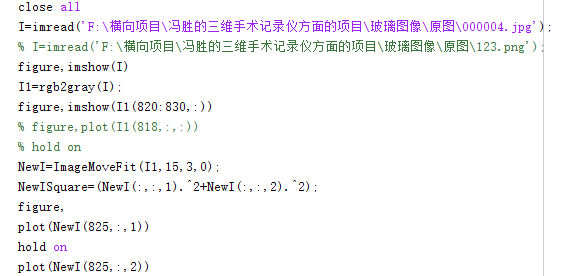 close all
I=imread('F:\横向项目\冯胜的三维手术记录仪方面的项目\玻璃图像\原图\000004.jpg');
% I=imread('F:\横向项目\冯胜的三维手术记录仪方面的项目\玻璃图像\原图\123.png');
figure,imshow(I)
I1=rgb2gray(I);
figure,imshow(I1(820:830,:))
% figure,plot(I1(818,:,:))
% hold on
NewI=ImageMoveFit(I1,15,3,0);
NewISquare=(NewI(:,:,1).^2+NewI(:,:,2).^2);
figure,
plot(NewI(825,:,1))
hold on
plot(NewI(825,:,2))